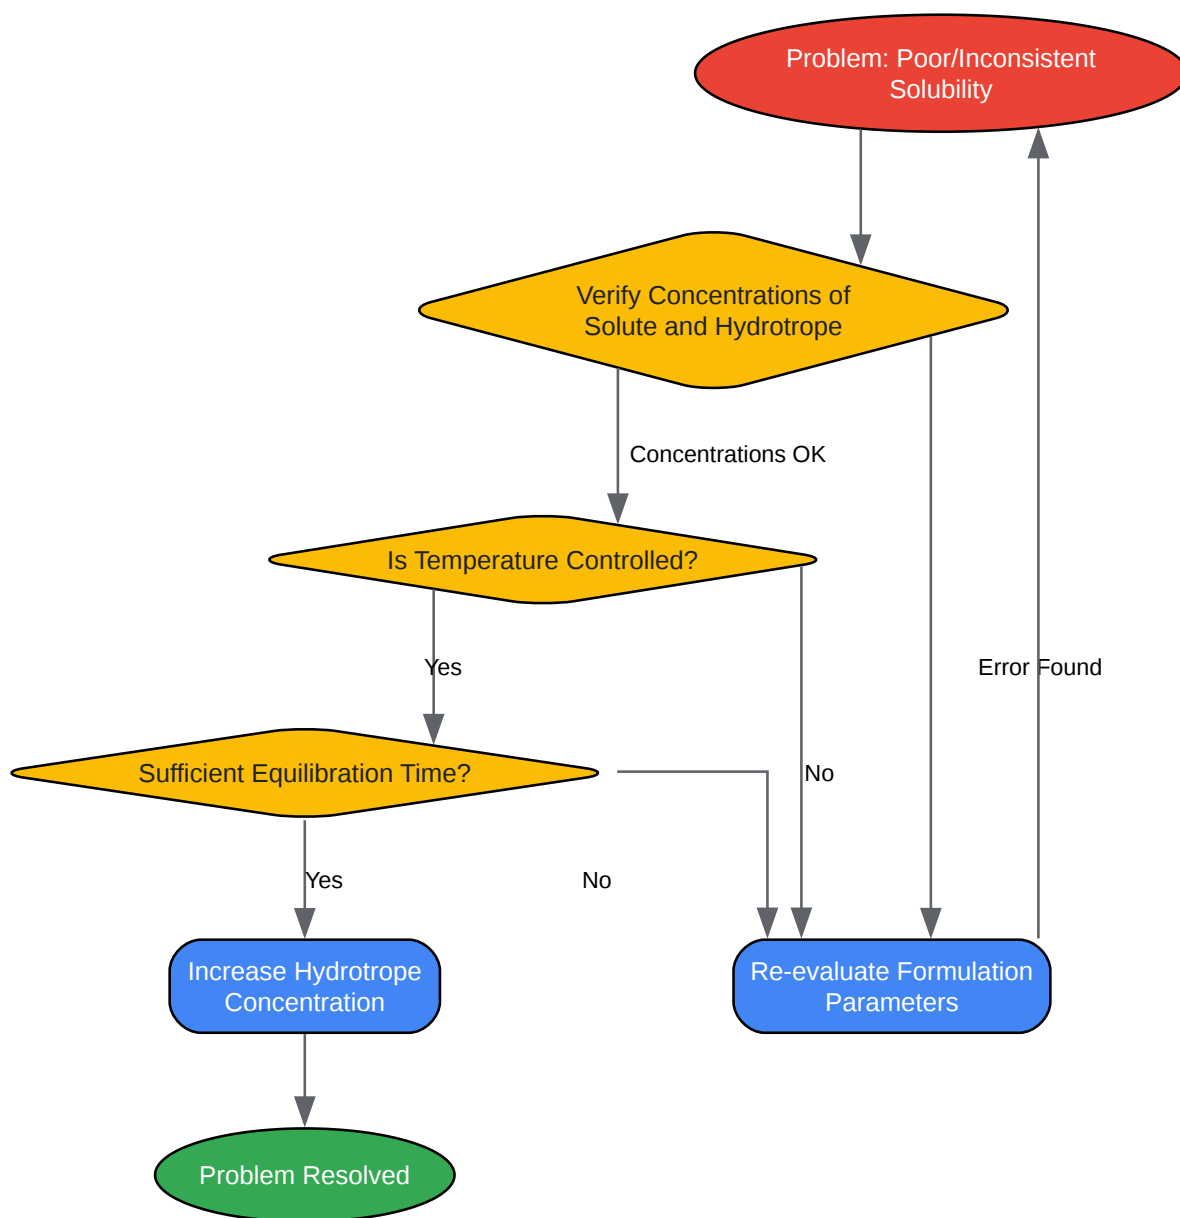 Problem: Poor/Inconsistent
Solubility
Verify Concentrations of
Solute and Hydrotrope
Concentrations OK
Is Temperature Controlled?
Yes
Error Found
Sufficient Equilibration Time?
No
Yes
No
Increase Hydrotrope
Concentration
Re-evaluate Formulation
Parameters
Problem Resolved